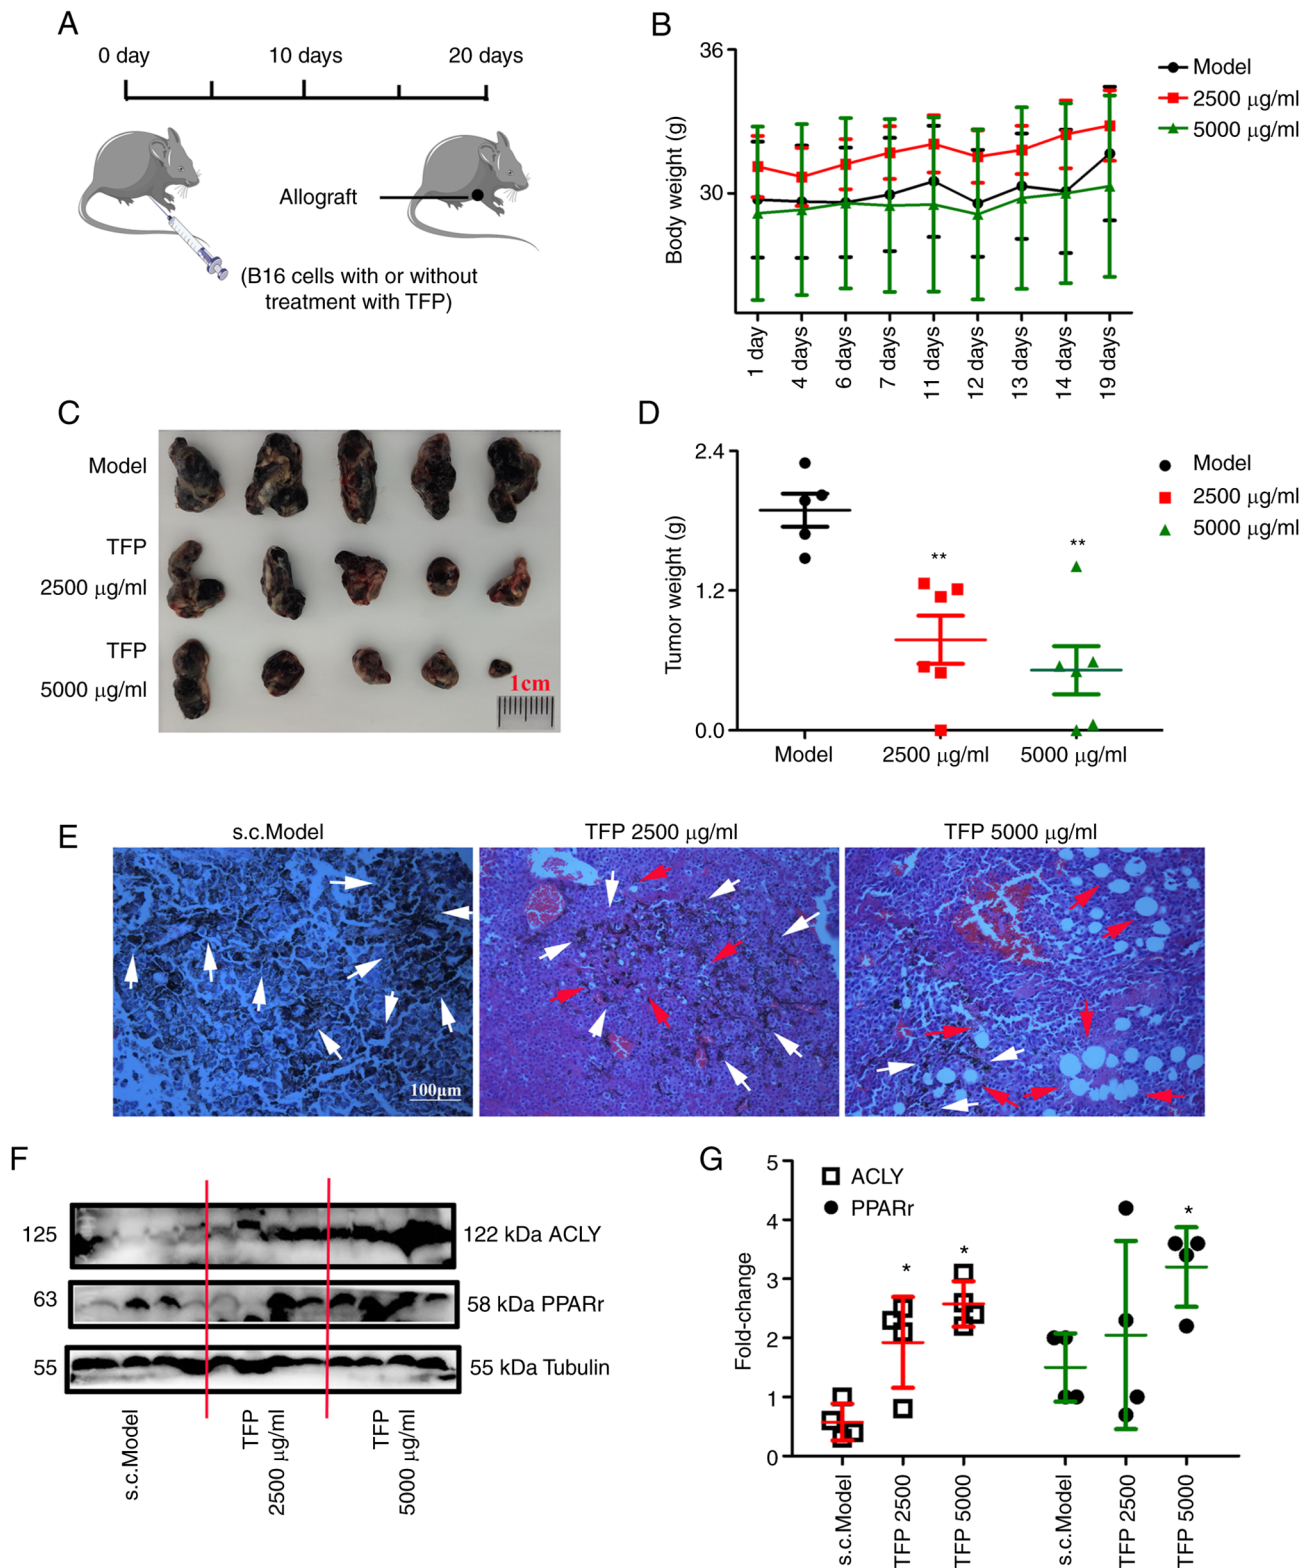 A
0 day
10 days
20 days
Allograft
(B16 cells with or without
treatment with TFP)
B
36
30
Body weight (g)
1 day
4 days
6 days
7 days
11 days
12 days
13 days
14 days
19 days
Model
2500 μg/ml
5000 μg/ml
C
Model
TFP
2500 μg/ml
TFP
5000 μg/ml
1cm
D
2.4
1.2
0.0
Tumor weight (g)
**
**
Model
2500 μg/ml
5000 μg/ml
Model
2500 μg/ml
5000 μg/ml
E
s.c.Model
TFP 2500 μg/ml
TFP 5000 μg/ml
100μm
F
125
122 kDa ACLY
63
58 kDa PPARr
55
55 kDa Tubulin
s.c.Model
TFP
2500 μg/ml
TFP
5000 μg/ml
G
5
4
3
2
1
0
Fold-change
ACLY
PPARr
*
*
*
s.c.Model
TFP 2500
TFP 5000
s.c.Model
TFP 2500
TFP 5000